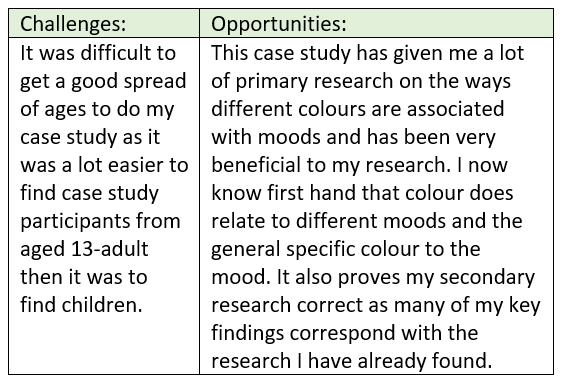 Challenges:
It was difficult to
get a good spread
of ages to do my
case study as it
was a lot easier to
find case study
participants from
aged 13-adult
then it was to
find children.
Opportunities:
This case study has given me a lot
of primary research on the ways
different colours are associated
with moods and has been very
beneficial to my research. I now
know first hand that colour does
relate to different moods and the
general specific colour to the
mood. It also proves my secondary
research correct as many of my key
findings correspond with the
research I have already found.